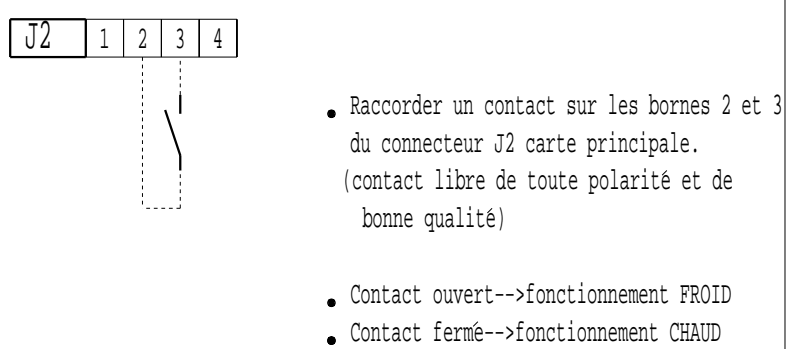 J2 1 2 3 4
• Raccorder un contact sur les bornes 2 et 3
du connecteur J2 carte principale.
(contact libre de toute polarité et de
bonne qualité)
• Contact ouvert-->fonctionnement FROID
• Contact fermé-->fonctionnement CHAUD